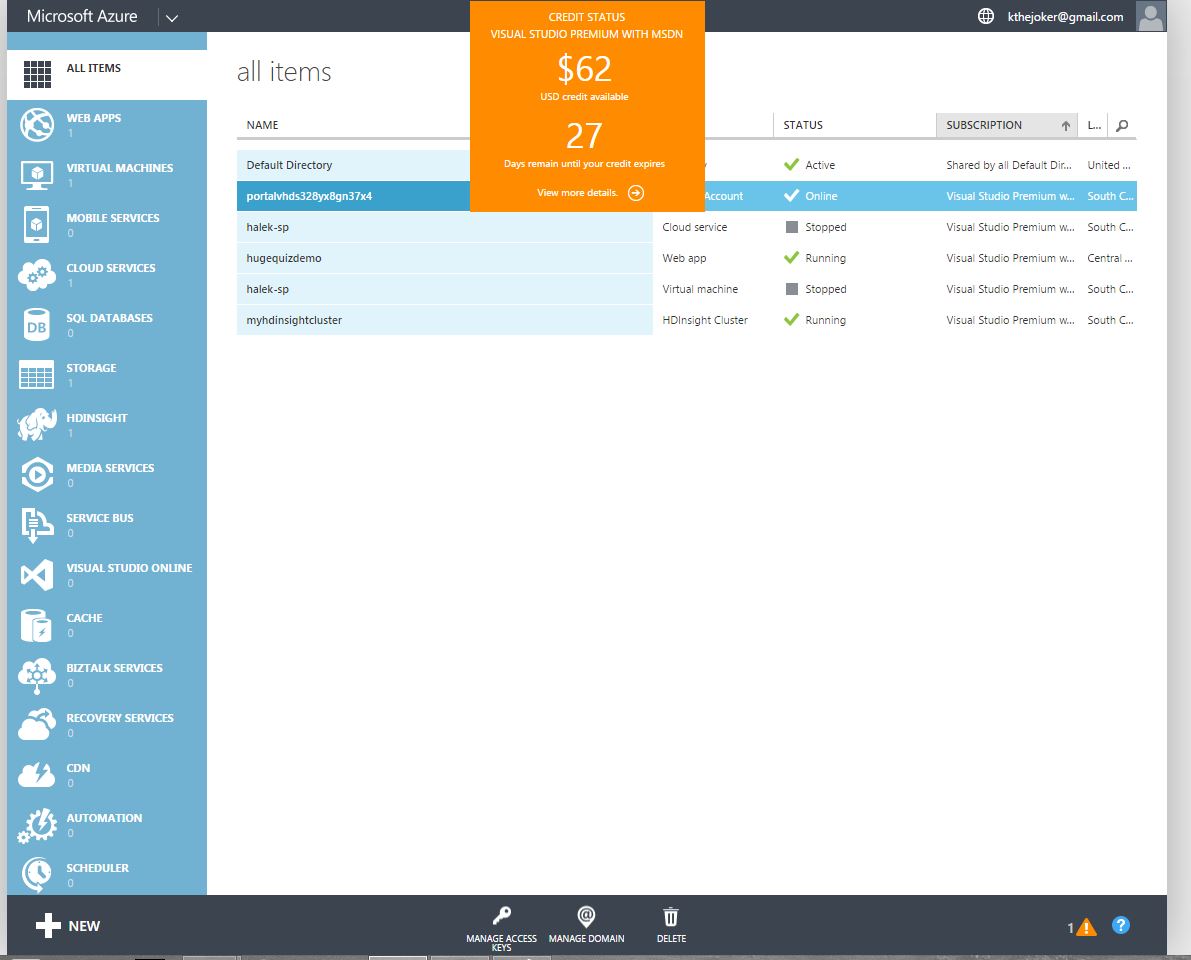 Microsoft Azure
kthejoker@gmail.com
CREDIT STATUS
VISUAL STUDIO PREMIUM WITH MSDN
$62
USD credit available
27
Days remain until your credit expires
View more details.
ALL ITEMS
WEB APPS
1
VIRTUAL MACHINES
1
MOBILE SERVICES
0
CLOUD SERVICES
1
SQL DATABASES
0
DB
STORAGE
1
HDINSIGHT
1
MEDIA SERVICES
0
SERVICE BUS
0
VISUAL STUDIO ONLINE
0
CACHE
0
BIZTALK SERVICES
0
RECOVERY SERVICES
0
CDN
0
AUTOMATION
0
SCHEDULER
0
all items
NAME STATUS SUBSCRIPTION L...
Default Directory y Active Shared by all Default Dir... United ...
portalvhds328yx8gn37x4 Account Online Visual Studio Premium w... South C...
halek-sp Cloud service Stopped Visual Studio Premium w... South C...
hugequizdemo Web app Running Visual Studio Premium w... Central ...
halek-sp Virtual machine Stopped Visual Studio Premium w... South C...
myhdinsightcluster HDInsight Cluster Running Visual Studio Premium w... South C...
NEW
MANAGE ACCESS
KEYS
MANAGE DOMAIN
DELETE
1
?